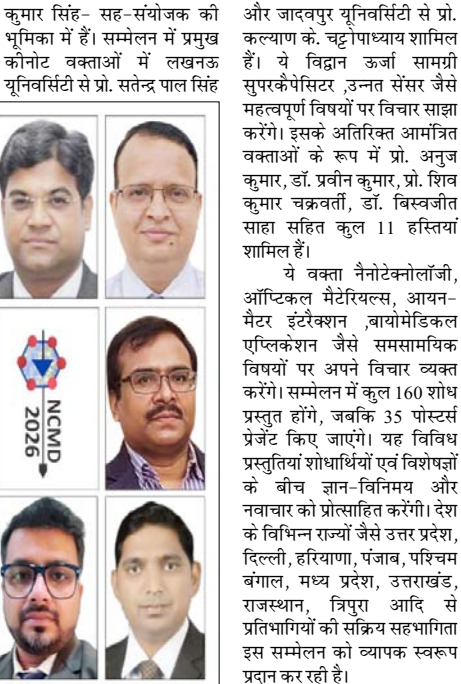 कुमार सिंह- सह-संयोजक की
भूमिका में हैं। सम्मेलन में प्रमुख
कीनोट वक्ताओं में लखनऊ
यूनिवर्सिटी से प्रो. सतेन्द्र पाल सिंह
NCMD
2026
और जादवपुर यूनिवर्सिटी से प्रो.
कल्याण के. चट्टोपाध्याय शामिल
हैं। ये विद्वान ऊर्जा सामग्री
सुपरकैपेसिटर ,उन्नत सेंसर जैसे
महत्वपूर्ण विषयों पर विचार साझा
करेंगे। इसके अतिरिक्त आमंत्रित
वक्ताओं के रूप में प्रो. अनुज
कुमार, डॉ. प्रवीन कुमार, प्रो. शिव
कुमार चक्रवर्ती, डॉ. बिस्वजीत
साहा सहित कुल 11 हस्तियां
शामिल हैं।
ये वक्ता नैनोटेक्नोलॉजी,
ऑप्टिकल मैटेरियल्स, आयन-
मैटर इंटरैक्शन ,बायोमेडिकल
एप्लिकेशन जैसे समसामयिक
विषयों पर अपने विचार व्यक्त
करेंगे। सम्मेलन में कुल 160 शोध
प्रस्तुत होंगे, जबकि 35 पोस्टर्स
प्रेजेंट किए जाएंगे। यह विविध
प्रस्तुतियां शोधार्थियों एवं विशेषज्ञों
के बीच ज्ञान-विनिमय और
नवाचार को प्रोत्साहित करेंगी। देश
के विभिन्न राज्यों जैसे उत्तर प्रदेश,
दिल्ली, हरियाणा, पंजाब, पश्चिम
बंगाल, मध्य प्रदेश, उत्तराखंड,
राजस्थान, त्रिपुरा आदि से
प्रतिभागियों की सक्रिय सहभागिता
इस सम्मेलन को व्यापक स्वरूप
प्रदान कर रही है।